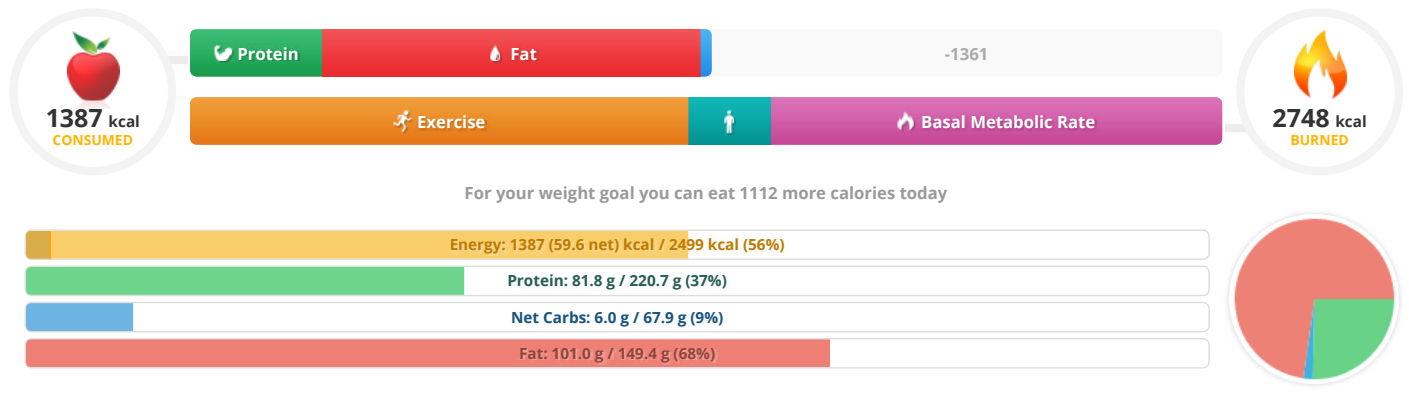 1387 kcal
CONSUMED
Protein
Fat
-1361
Exercise
Basal Metabolic Rate
2748 kcal
BURNED
For your weight goal you can eat 1112 more calories today
Energy: 1387 (59.6 net) kcal / 2499 kcal (56%)
Protein: 81.8 g / 220.7 g (37%)
Net Carbs: 6.0 g / 67.9 g (9%)
Fat: 101.0 g / 149.4 g (68%)